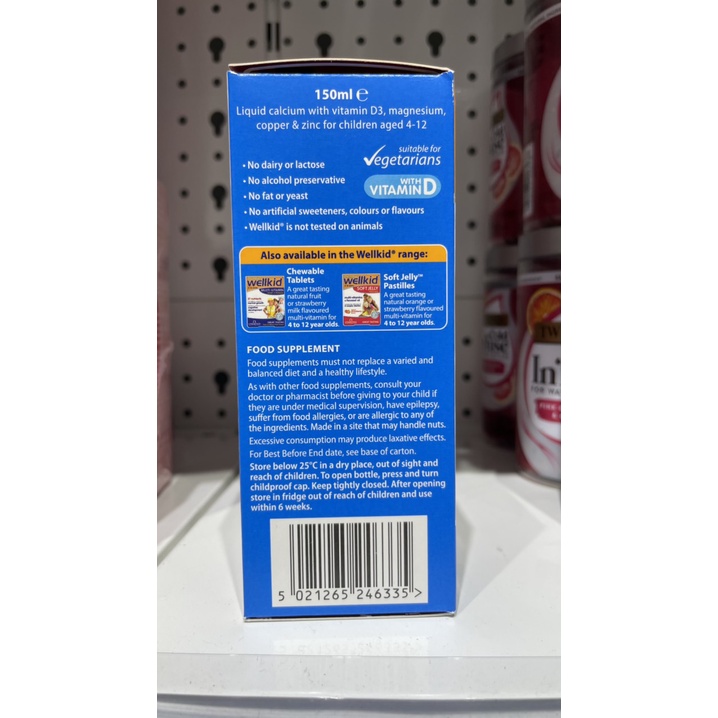 150ml ℮
Liquid calcium with vitamin D3, magnesium,
copper & zinc for children aged 4-12
suitable for
Vegetarians
WITH
VITAMIN D
• No dairy or lactose
• No alcohol preservative
• No fat or yeast
• No artificial sweeteners, colours or flavours
• Wellkid® is not tested on animals
Also available in the Wellkid® range:
wellkid
Chewable
Tablets
A great tasting
natural fruit
or strawberry
milk flavoured
multi-vitamin for
4 to 12 year olds.
wellkid
SOFT JELLY
Soft Jelly™
Pastilles
A great tasting
natural orange or
strawberry flavoured
multi-vitamin for
4 to 12 year olds.
FOOD SUPPLEMENT
Food supplements must not replace a varied and
balanced diet and a healthy lifestyle.
As with other food supplements, consult your
doctor or pharmacist before giving to your child if
they are under medical supervision, have epilepsy,
suffer from food allergies, or are allergic to any of
the ingredients. Made in a site that may handle nuts.
Excessive consumption may produce laxative effects.
For Best Before End date, see base of carton.
Store below 25°C in a dry place, out of sight and
reach of children. To open bottle, press and turn
childproof cap. Keep tightly closed. After opening
store in fridge out of reach of children and use
within 6 weeks.
5 021265 246335 >
TW
In'
FOR WA